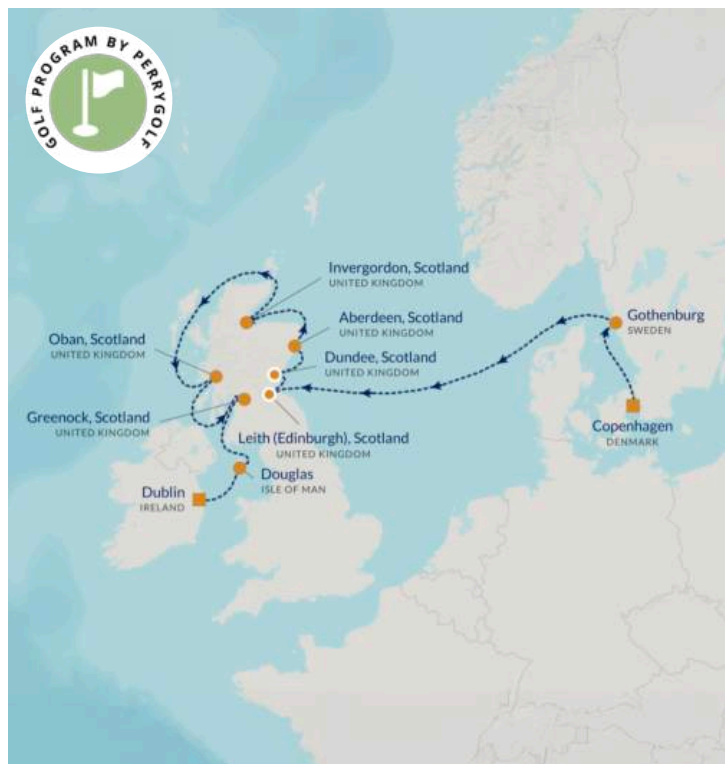 GOLF PROGRAM BY PERRYGOLF
Invergordon, Scotland
UNITED KINGDOM
Aberdeen, Scotland
UNITED KINGDOM
Gothenburg
SWEDEN
Oban, Scotland
UNITED KINGDOM
Dundee, Scotland
UNITED KINGDOM
Greenock, Scotland
UNITED KINGDOM
Leith (Edinburgh), Scotland
UNITED KINGDOM
Copenhagen
DENMARK
Douglas
ISLE OF MAN
Dublin
IRELAND